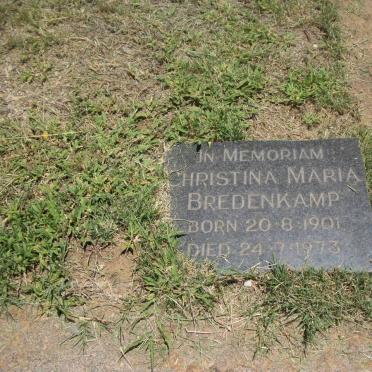 IN MEMORIAM
CHRISTINA MARIA
BREDENKAMP
BORN 20-8-1901
DIED 24-7-1973